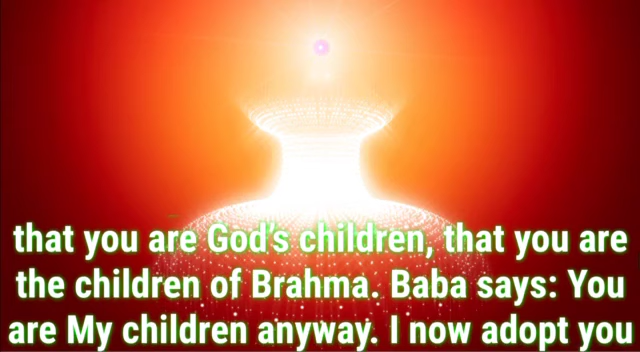 that you are God's children, that you are
the children of Brahma. Baba says: You
are My children anyway. I now adopt you